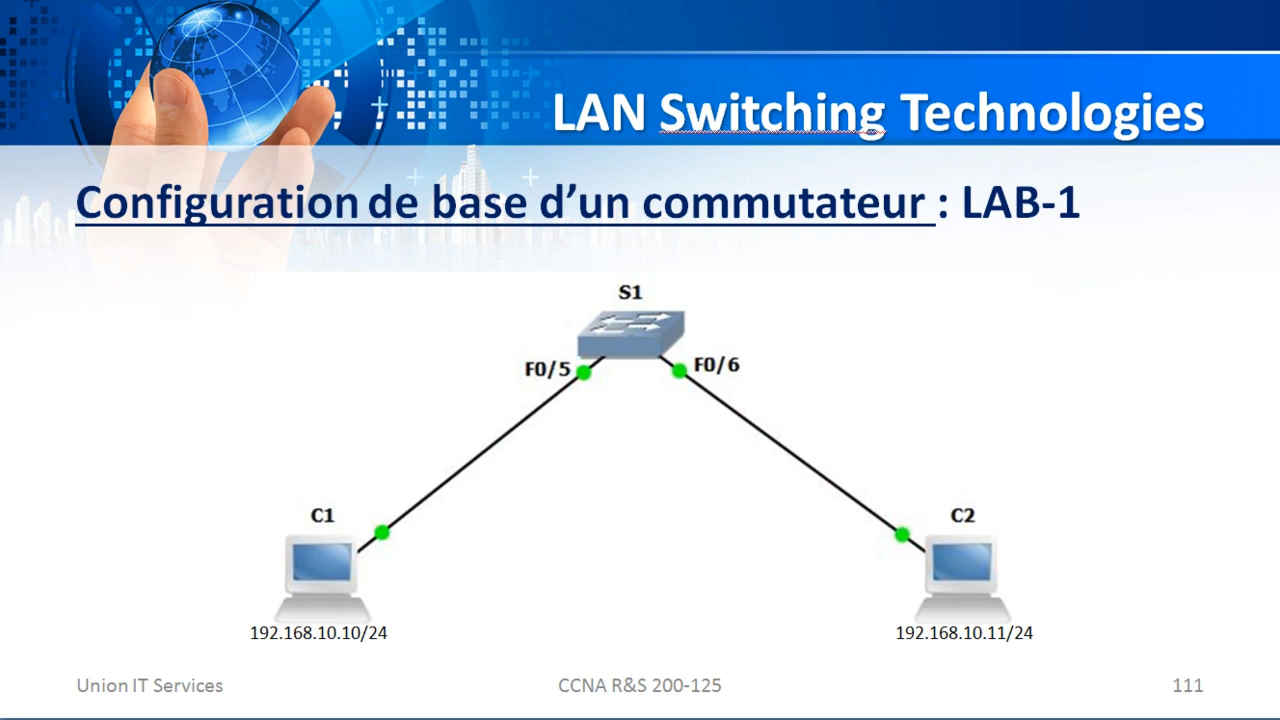 LAN Switching Technologies
Configuration de base d’un commutateur : LAB-1
S1
F0/5
F0/6
C1
C2
192.168.10.10/24
192.168.10.11/24
Union IT Services
CCNA R&S 200-125
111